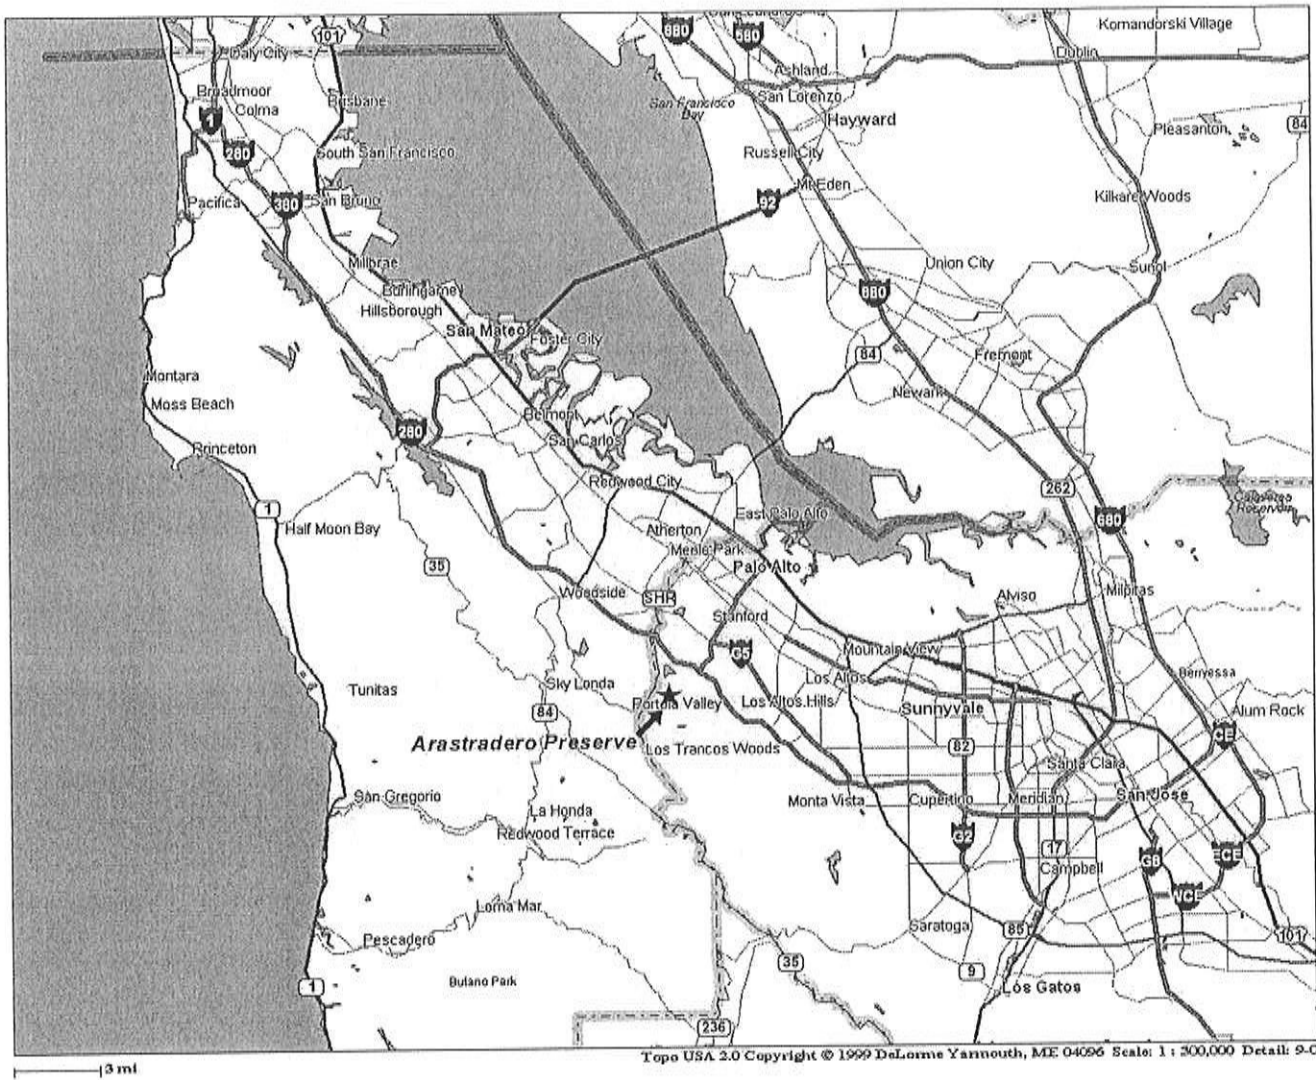 101
Daly City
Broadmoor
Colma
Brisbane
1
280
South San Francisco
380
San Bruno
Pacifica
Millbrae
Burlingame
Hillsborough
San Mateo
Foster City
Montara
Moss Beach
Princeton
280
Belmont
San Carlos
Redwood City
1
Half Moon Bay
35
Atherton
East Palo Alto
Menlo Park
Palo Alto
Woodside
Stanford
G5
Mountain View
Los Altos
Los Altos Hills
Sunnyvale
Tunitas
Sky Londa
84
Portola Valley
Arastradero Preserve
Los Trancos Woods
San Gregorio
La Honda
Redwood Terrace
Loma Mar
Pescadero
1
Butano Park
236
35
880
580
Ashland
San Lorenzo
San Francisco
Bay
Hayward
Russell City
Mt Eden
92
Union City
880
84
Fremont
Newark
Komandorski Village
Dublin
84
Pleasanton
Kilkare Woods
Sunol
262
680
Calaveras
Reservoir
Alviso
Milpitas
Berryessa
Alum Rock
CE
82
Santa Clara
San Jose
Monta Vista
Cupertino
Meridian
G2
17
Campbell
G8
Saratoga
85
101
9
Los Gatos
3 mi
Topo USA 2.0 Copyright © 1999 DeLorme Yarmouth, ME 04096 Scale: 1 : 300,000 Detail: 9-0